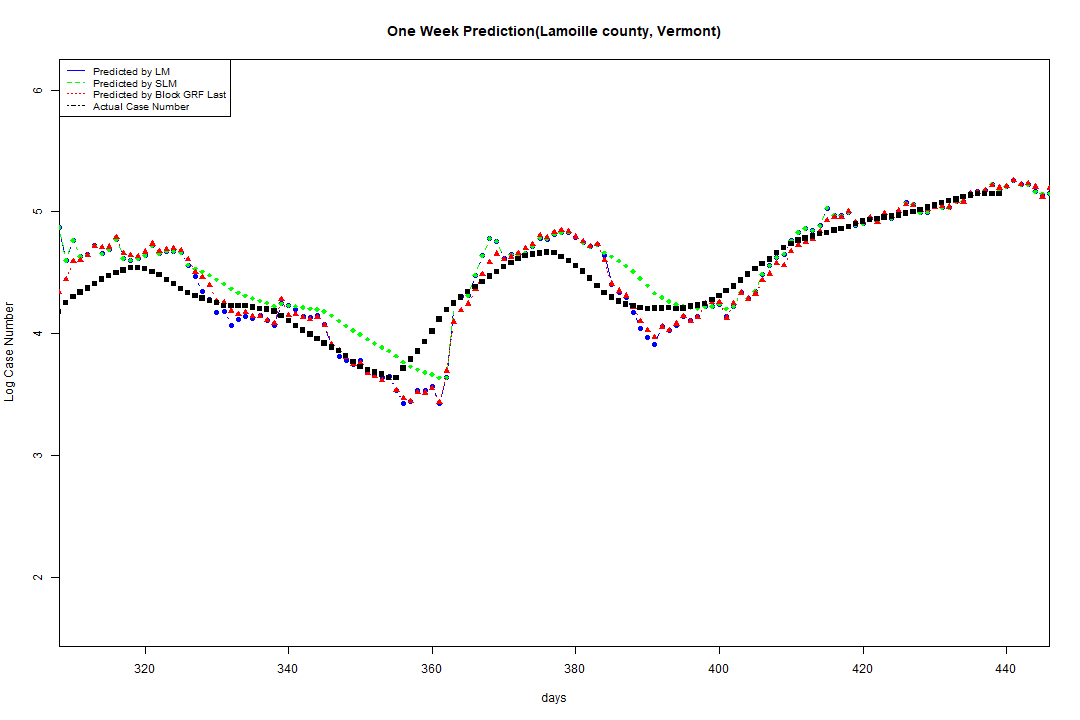 One Week Prediction(Lamoille county, Vermont)
Predicted by LM
Predicted by SLM
Predicted by Block GRF Last
Actual Case Number
6
5
4
3
2
Log Case Number
320 340 360 380 400 420 440
days